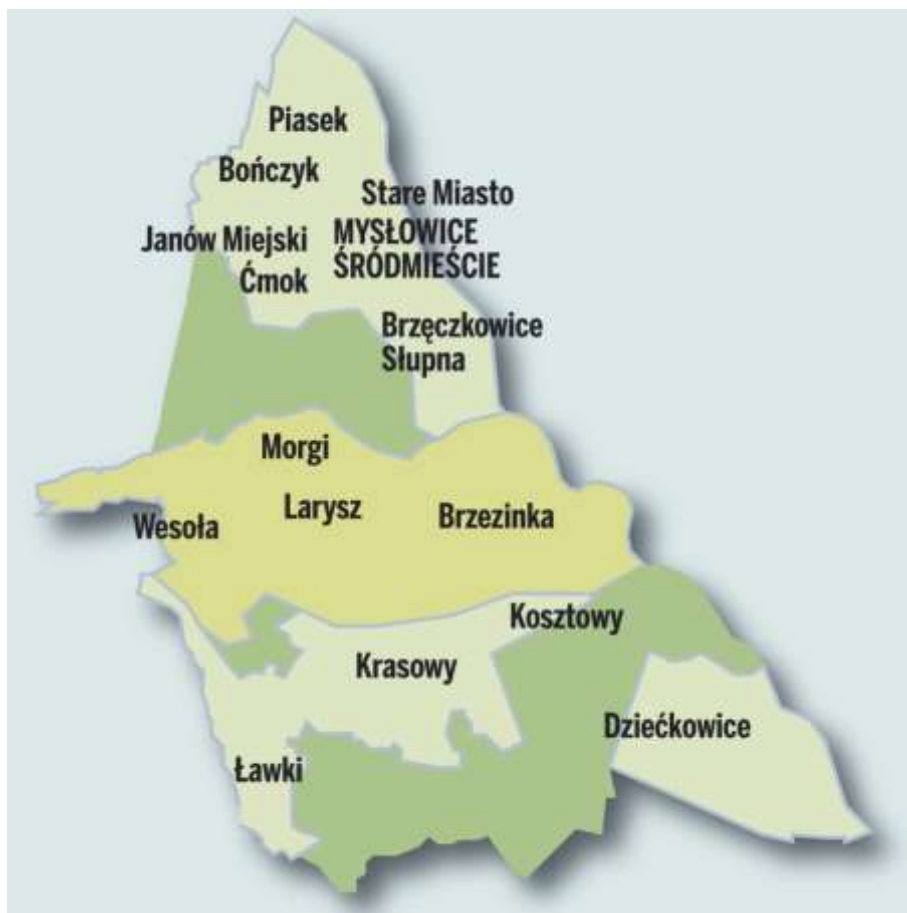 Piasek
Bończyk
Stare Miasto
Janów Miejski
MYSŁOWICE
ŚRÓDMIEŚCIE
Ćmok
Brzęczkowice
Słupna
Morgi
Larysz
Brzezinka
Wesoła
Kosztowy
Krasowy
Dziećkowice
Ławki